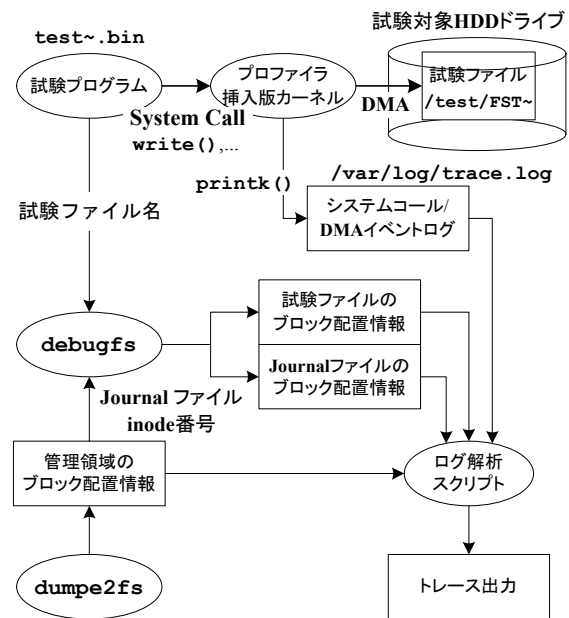 試験対象HDDドライブ
test~.bin
試験プログラム
プロファイラ
挿入版カーネル
試験ファイル
/test/FST~
System Call
write(),...
DMA
printk()
/var/log/trace.log
システムコール/
DMAイベントログ
試験ファイル名
試験ファイルの
ブロック配置情報
debugfs
Journalファイルの
ブロック配置情報
Journal ファイル
inode番号
管理領域の
ブロック配置情報
ログ解析
スクリプト
dumpe2fs
トレース出力